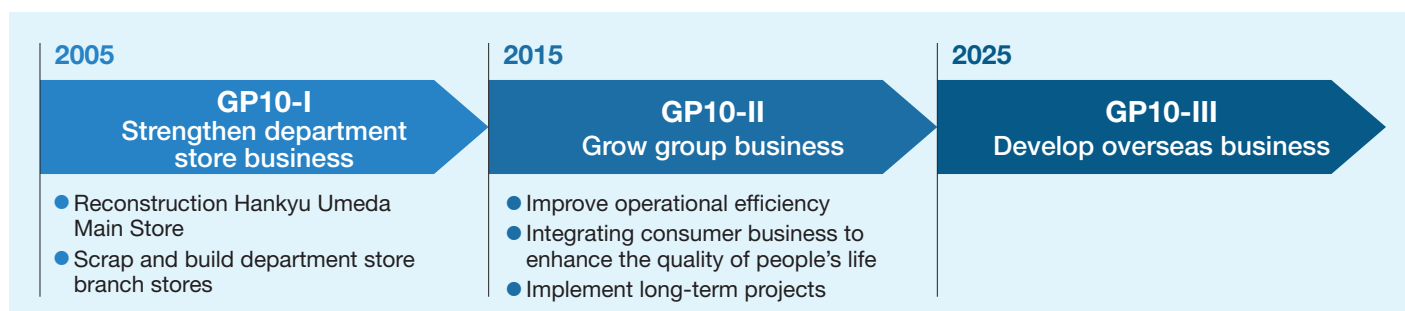 2005
GP10-I
Strengthen department
store business
● Reconstruction Hankyu Umeda
Main Store
● Scrap and build department store
branch stores
2015
GP10-II
Grow group business
● Improve operational efficiency
● Integrating consumer business to
enhance the quality of people’s life
● Implement long-term projects
2025
GP10-III
Develop overseas business